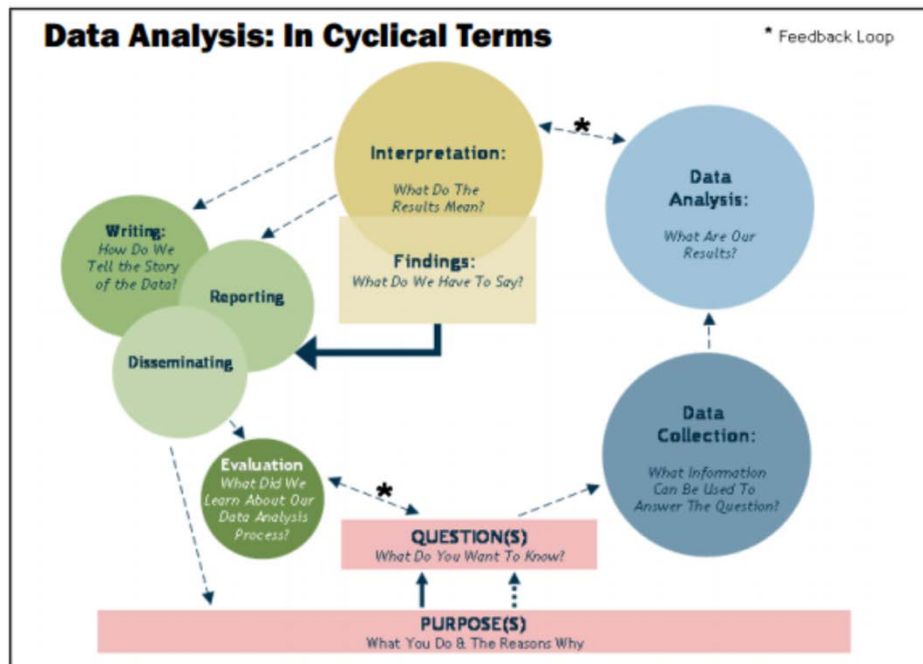 Data Analysis: In Cyclical Terms
* Feedback Loop
*
Interpretation:
What Do The
Results Mean?
Findings:
What Do We Have To Say?
Data
Analysis:
What Are Our
Results?
Writing:
How Do We
Tell the Story
of the Data?
Reporting
Disseminating
Data
Collection:
What Information
Can Be Used To
Answer The Question?
Evaluation
What Did We
Learn About Our
Data Analysis
Process?
*
QUESTION(S)
What Do You Want To Know?
PURPOSE(S)
What You Do & The Reasons Why